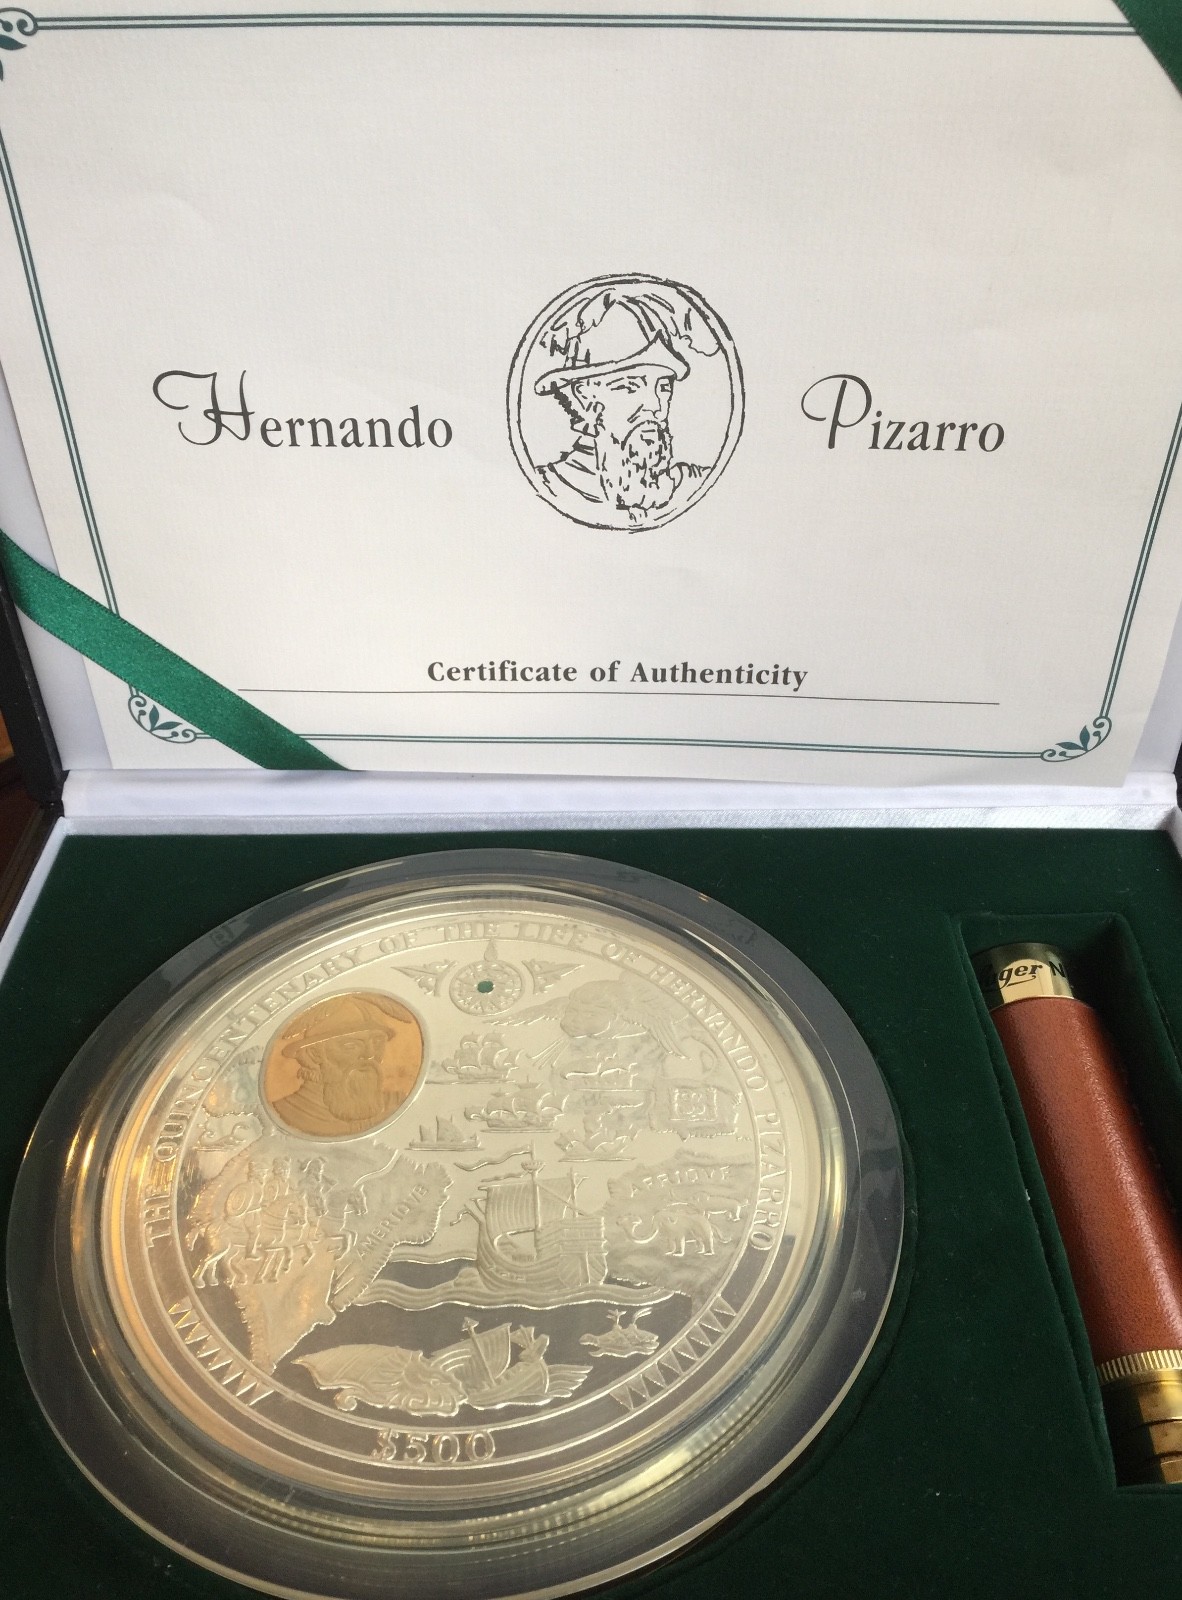 Hernando Pizarro
Certificate of Authenticity
THE QUINCENTENARY OF THE LIFE OF HERNANDO PIZARRO
AMERIQVE
AFRIQVE
$500